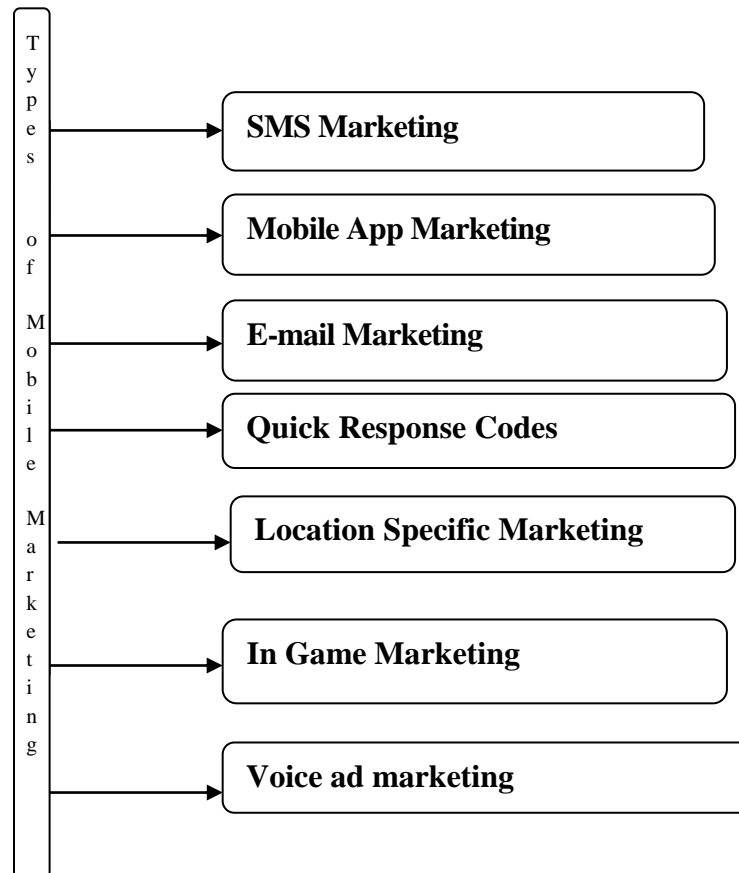 Types of Mobile Marketing
SMS Marketing
Mobile App Marketing
E-mail Marketing
Quick Response Codes
Location Specific Marketing
In Game Marketing
Voice ad marketing